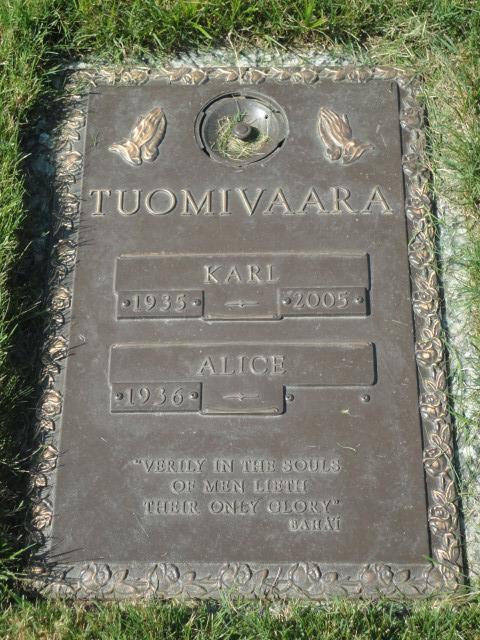 TUOMIVAARA
KARL
1935 2005
ALICE
1936
"VERILY IN THE SOULS
OF MEN LIETH
THEIR ONLY GLORY"
BAHÁ'Í